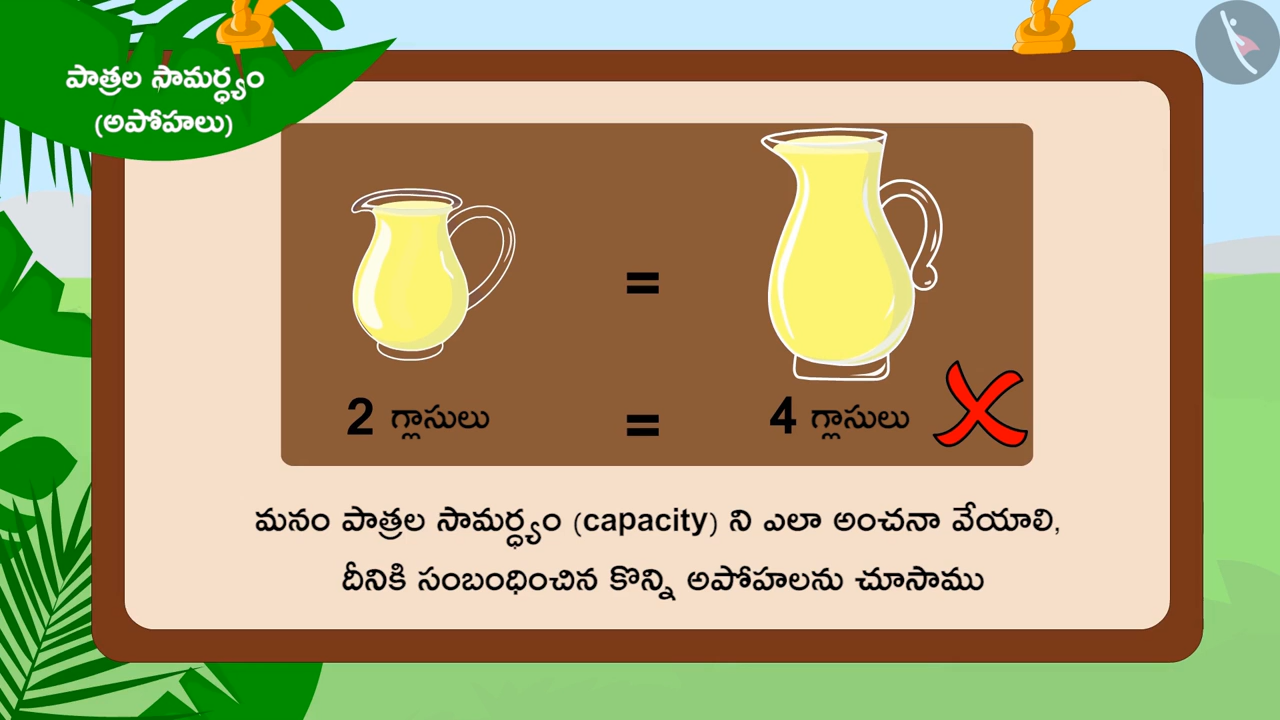 పాత్రల సామర్ధ్యం
(అపోహలు)
=
2 గ్లాసులు = 4 గ్లాసులు
మనం పాత్రల సామర్ధ్యం (capacity) ని ఎలా అంచనా వేయాలి,
దీనికి సంబంధించిన కొన్ని అపోహలను చూసాము